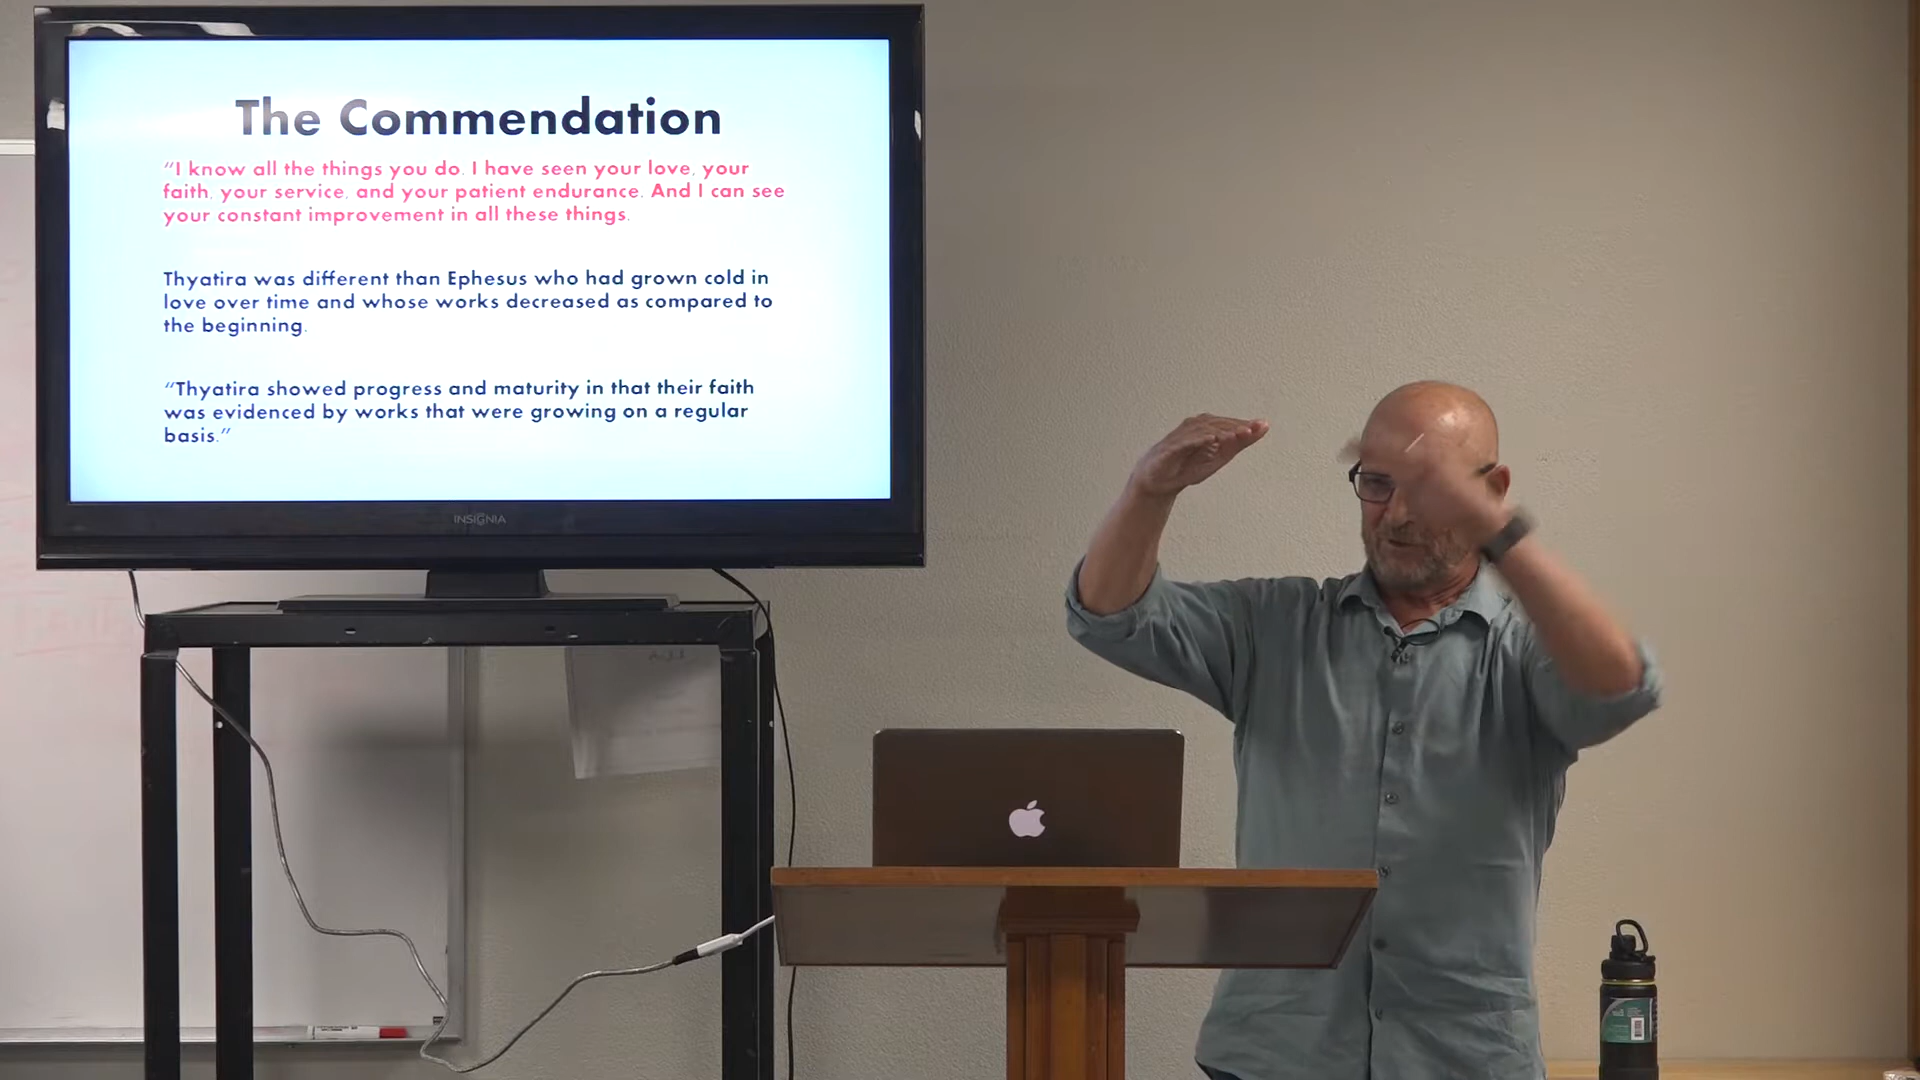 The Commendation
“I know all the things you do. I have seen your love, your
faith, your service, and your patient endurance. And I can see
your constant improvement in all these things.
Thyatira was different than Ephesus who had grown cold in
love over time and whose works decreased as compared to
the beginning.
“Thyatira showed progress and maturity in that their faith
was evidenced by works that were growing on a regular
basis.”
INSIGNIA